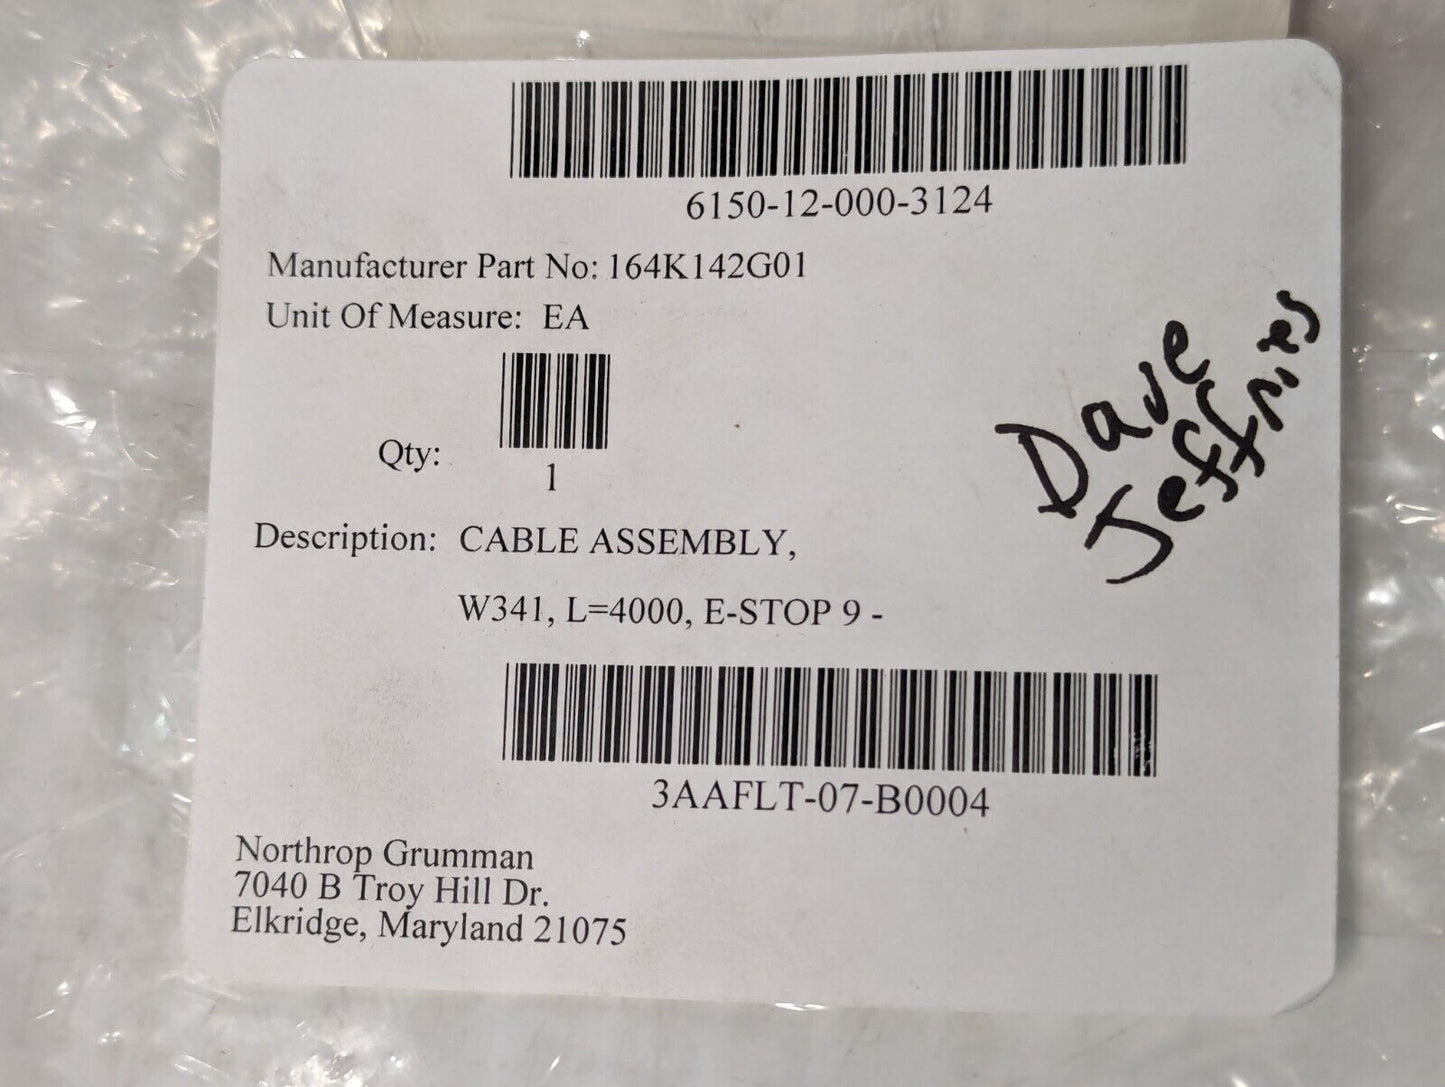 6150-12-000-3124
Manufacturer Part No: 164K142G01
Unit Of Measure: EA
Qty:
1
Dave
Jeffries
Description: CABLE ASSEMBLY,
W341, L=4000, E-STOP 9 -
3AAFLT-07-B0004
Northrop Grumman
7040 B Troy Hill Dr.
Elkridge, Maryland 21075